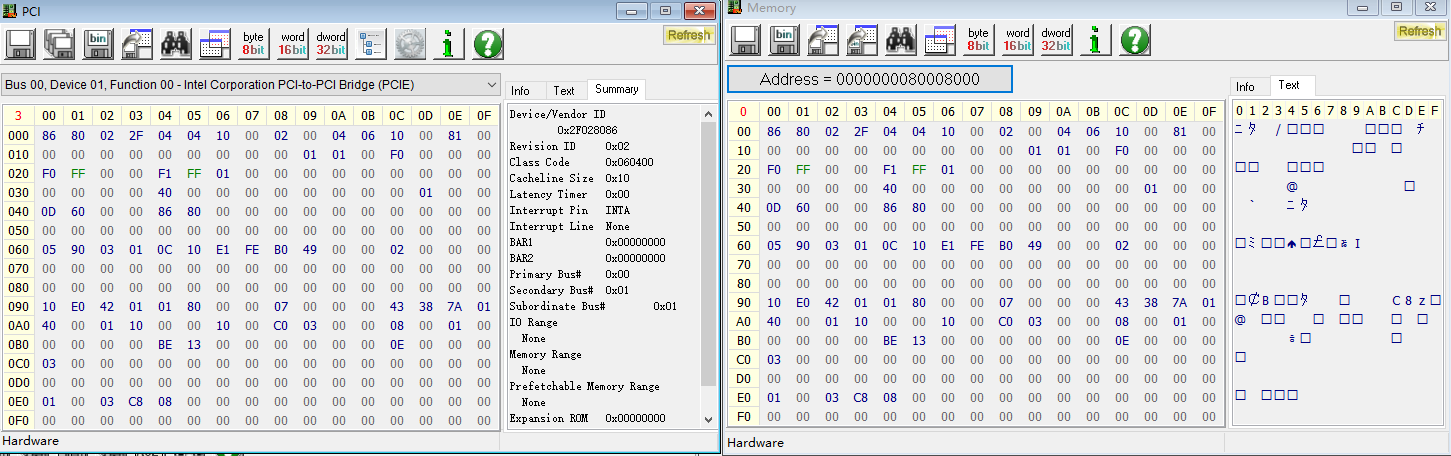 PCI
byte 8bit word 16bit dword 32bit Refresh
Bus 00, Device 01, Function 00 - Intel Corporation PCI-to-PCI Bridge (PCIE)
Info Text Summary
3 00 01 02 03 04 05 06 07 08 09 0A 0B 0C 0D 0E 0F
000 86 80 02 2F 04 04 10 00 02 00 04 06 10 00 81 00
010 00 00 00 00 00 00 00 00 00 01 01 00 F0 00 00 00
020 F0 FF 00 00 F1 FF 01 00 00 00 00 00 00 00 00 00
030 00 00 00 00 40 00 00 00 00 00 00 00 00 01 00 00
040 0D 60 00 00 86 80 00 00 00 00 00 00 00 00 00 00
050 00 00 00 00 00 00 00 00 00 00 00 00 00 00 00 00
060 05 90 03 01 0C 10 E1 FE B0 49 00 00 02 00 00 00
070 00 00 00 00 00 00 00 00 00 00 00 00 00 00 00 00
080 00 00 00 00 00 00 00 00 00 00 00 00 00 00 00 00
090 10 E0 42 01 01 80 00 00 07 00 00 00 43 38 7A 01
0A0 40 00 01 10 00 00 10 00 C0 03 00 00 08 00 01 00
0B0 00 00 00 00 BE 13 00 00 00 00 00 00 0E 00 00 00
0C0 03 00 00 00 00 00 00 00 00 00 00 00 00 00 00 00
0D0 00 00 00 00 00 00 00 00 00 00 00 00 00 00 00 00
0E0 01 00 03 C8 08 00 00 00 00 00 00 00 00 00 00 00
0F0 00 00 00 00 00 00 00 00 00 00 00 00 00 00 00 00
Device/Vendor ID
0x2F028086
Revision ID 0x02
Class Code 0x060400
Cacheline Size 0x10
Latency Timer 0x00
Interrupt Pin INTA
Interrupt Line None
BAR1 0x00000000
BAR2 0x00000000
Primary Bus# 0x00
Secondary Bus# 0x01
Subordinate Bus# 0x01
IO Range
None
Memory Range
None
Prefetchable Memory Range
None
Expansion ROM 0x00000000
Hardware
Memory
byte 8bit word 16bit dword 32bit Refresh
Address = 0000000080008000
Info Text
0 00 01 02 03 04 05 06 07 08 09 0A 0B 0C 0D 0E 0F
00 86 80 02 2F 04 04 10 00 02 00 04 06 10 00 81 00
10 00 00 00 00 00 00 00 00 00 01 01 00 F0 00 00 00
20 F0 FF 00 00 F1 FF 01 00 00 00 00 00 00 00 00 00
30 00 00 00 00 40 00 00 00 00 00 00 00 00 01 00 00
40 0D 60 00 00 86 80 00 00 00 00 00 00 00 00 00 00
50 00 00 00 00 00 00 00 00 00 00 00 00 00 00 00 00
60 05 90 03 01 0C 10 E1 FE B0 49 00 00 02 00 00 00
70 00 00 00 00 00 00 00 00 00 00 00 00 00 00 00 00
80 00 00 00 00 00 00 00 00 00 00 00 00 00 00 00 00
90 10 E0 42 01 01 80 00 00 07 00 00 00 43 38 7A 01
A0 40 00 01 10 00 00 10 00 C0 03 00 00 08 00 01 00
B0 00 00 00 00 BE 13 00 00 00 00 00 00 0E 00 00 00
C0 03 00 00 00 00 00 00 00 00 00 00 00 00 00 00 00
D0 00 00 00 00 00 00 00 00 00 00 00 00 00 00 00 00
E0 01 00 03 C8 08 00 00 00 00 00 00 00 00 00 00 00
F0 00 00 00 00 00 00 00 00 00 00 00 00 00 00 00 00
0 1 2 3 4 5 6 7 8 9 A B C D E F
ニタ /□□□ □□□ チ
□□ □
□□ □□□
@ □
` ニタ
C8z□
@ □□ □ □□ □ □
□
□ □□□
Hardware